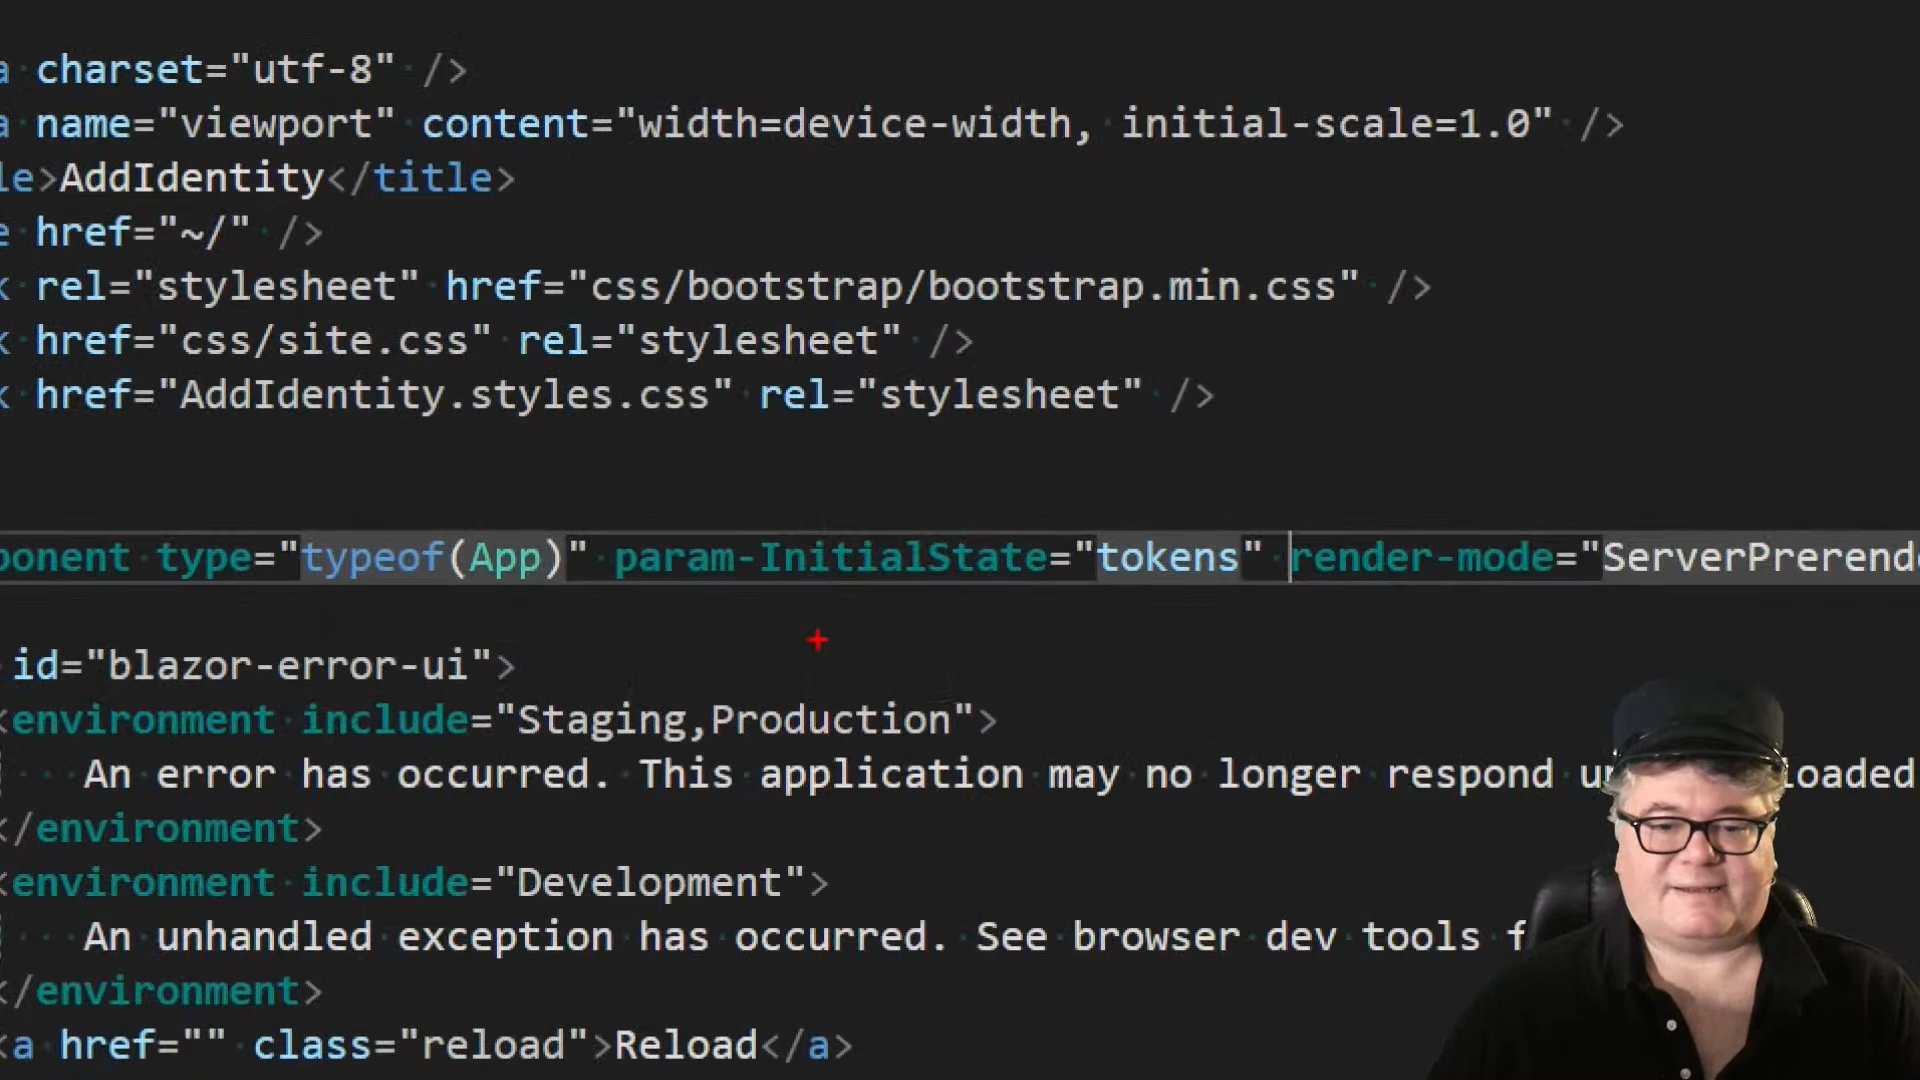 a charset="utf-8" />
a name="viewport" content="width=device-width, initial-scale=1.0" />
le>AddIdentity</title>
e href="~/" />
k rel="stylesheet" href="css/bootstrap/bootstrap.min.css" />
k href="css/site.css" rel="stylesheet" />
k href="AddIdentity.styles.css" rel="stylesheet" />
ponent type="typeof(App)" param-InitialState="tokens" render-mode="ServerPrerende
id="blazor-error-ui">
<environment include="Staging,Production">
An error has occurred. This application may no longer respond u loaded
</environment>
<environment include="Development">
An unhandled exception has occurred. See browser dev tools f
</environment>
<a href="" class="reload">Reload</a>